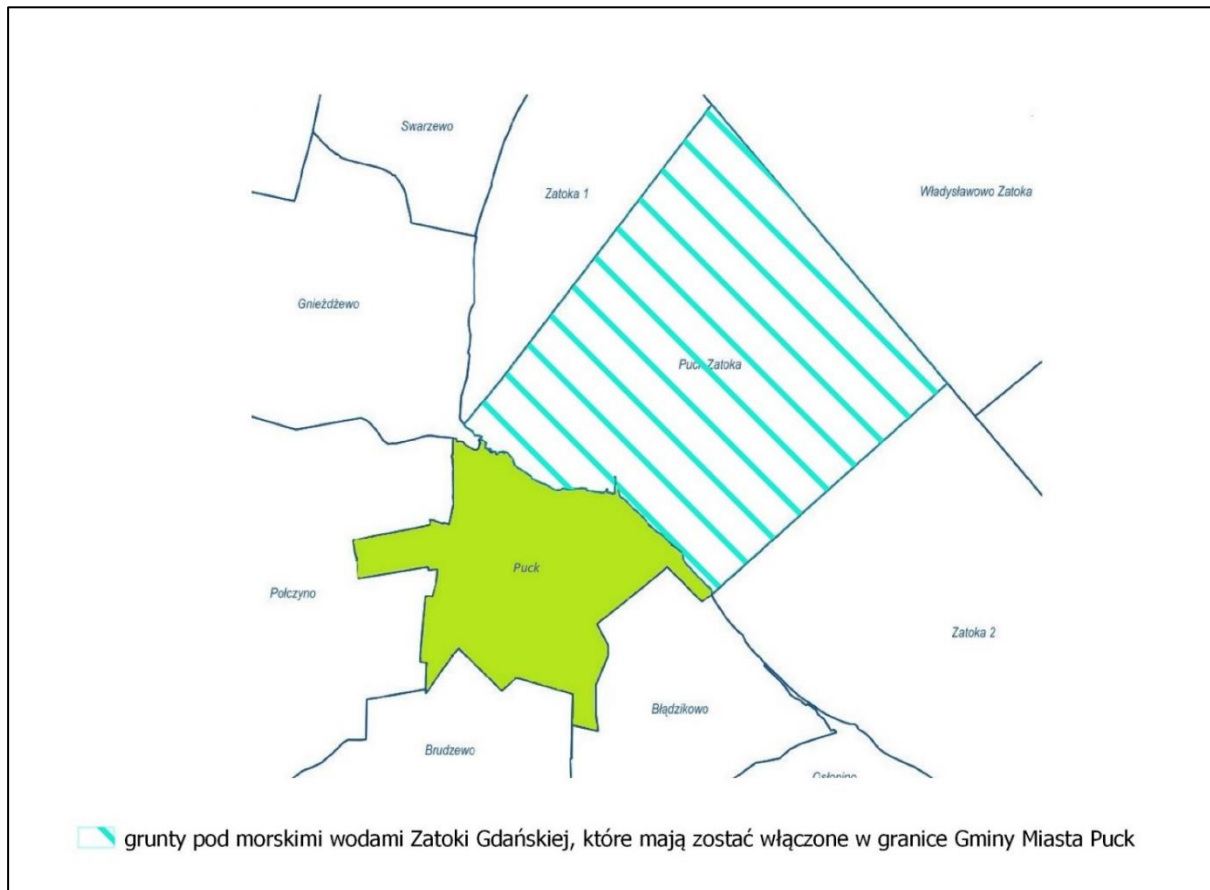 Swarzewo
Zatoka 1
Władysławowo Zatoka
Gnieżdżewo
Puck Zatoka
Puck
Połczyno
Zatoka 2
Błądzikowo
Brudzewo
Osłonino
grunty pod morskimi wodami Zatoki Gdańskiej, które mają zostać włączone w granice Gminy Miasta Puck